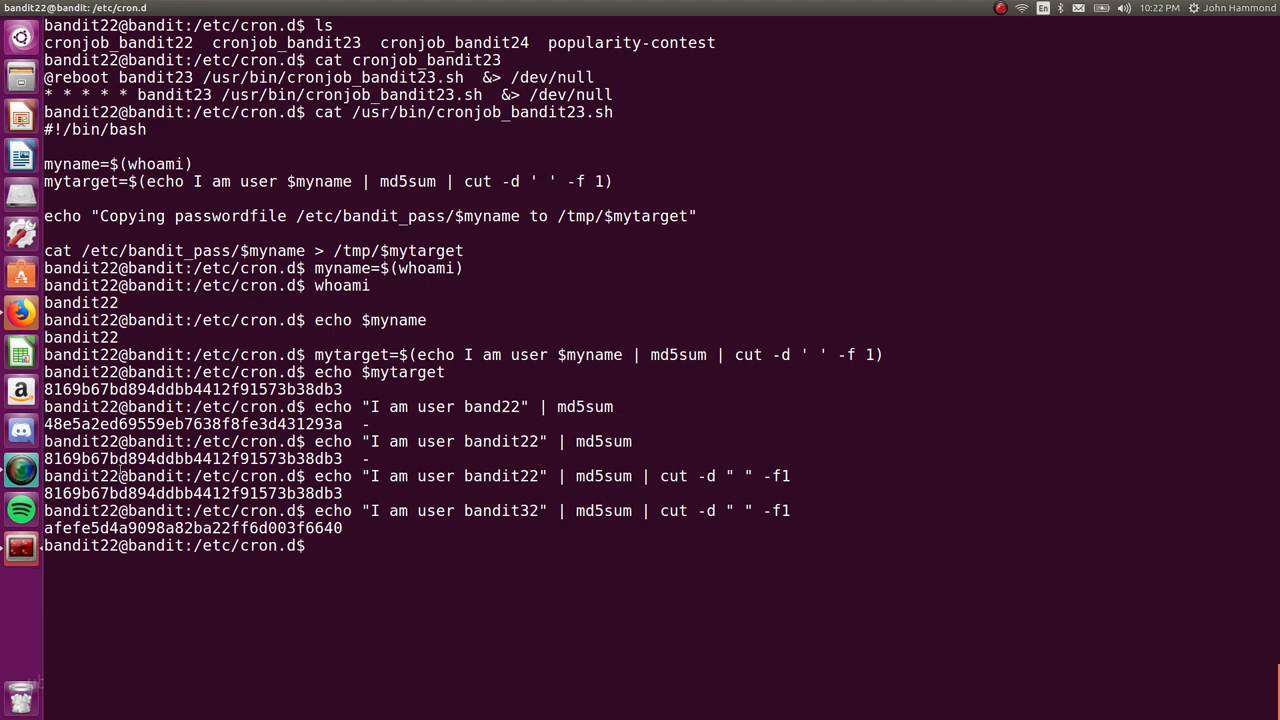 bandit22@bandit: /etc/cron.d
En
10:22 PM
John Hammond
bandit22@bandit:/etc/cron.d$ ls
cronjob_bandit22  cronjob_bandit23  cronjob_bandit24  popularity-contest
bandit22@bandit:/etc/cron.d$ cat cronjob_bandit23
@reboot bandit23 /usr/bin/cronjob_bandit23.sh  &> /dev/null
* * * * * bandit23 /usr/bin/cronjob_bandit23.sh  &> /dev/null
bandit22@bandit:/etc/cron.d$ cat /usr/bin/cronjob_bandit23.sh
#!/bin/bash
myname=$(whoami)
mytarget=$(echo I am user $myname | md5sum | cut -d ' ' -f 1)
echo "Copying passwordfile /etc/bandit_pass/$myname to /tmp/$mytarget"
cat /etc/bandit_pass/$myname > /tmp/$mytarget
bandit22@bandit:/etc/cron.d$ myname=$(whoami)
bandit22@bandit:/etc/cron.d$ whoami
bandit22
bandit22@bandit:/etc/cron.d$ echo $myname
bandit22
bandit22@bandit:/etc/cron.d$ mytarget=$(echo I am user $myname | md5sum | cut -d ' ' -f 1)
bandit22@bandit:/etc/cron.d$ echo $mytarget
8169b67bd894ddbb4412f91573b38db3
bandit22@bandit:/etc/cron.d$ echo "I am user band22" | md5sum
48e5a2ed69559eb7638f8fe3d431293a  -
bandit22@bandit:/etc/cron.d$ echo "I am user bandit22" | md5sum
8169b67bd894ddbb4412f91573b38db3  -
bandit22@bandit:/etc/cron.d$ echo "I am user bandit22" | md5sum | cut -d " " -f1
8169b67bd894ddbb4412f91573b38db3
bandit22@bandit:/etc/cron.d$ echo "I am user bandit32" | md5sum | cut -d " " -f1
afefe5d4a9098a82ba22ff6d003f6640
bandit22@bandit:/etc/cron.d$